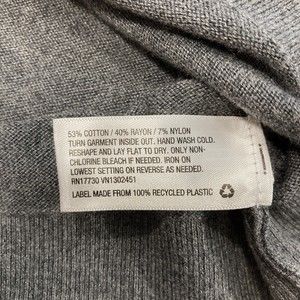 53% COTTON / 40% RAYON / 7% NYLON
TURN GARMENT INSIDE OUT. HAND WASH COLD.
RESHAPE AND LAY FLAT TO DRY. ONLY NON-
CHLORINE BLEACH IF NEEDED. IRON ON
LOWEST SETTING ON REVERSE AS NEEDED.
RN17730 VN1302451
LABEL MADE FROM 100% RECYCLED PLASTIC